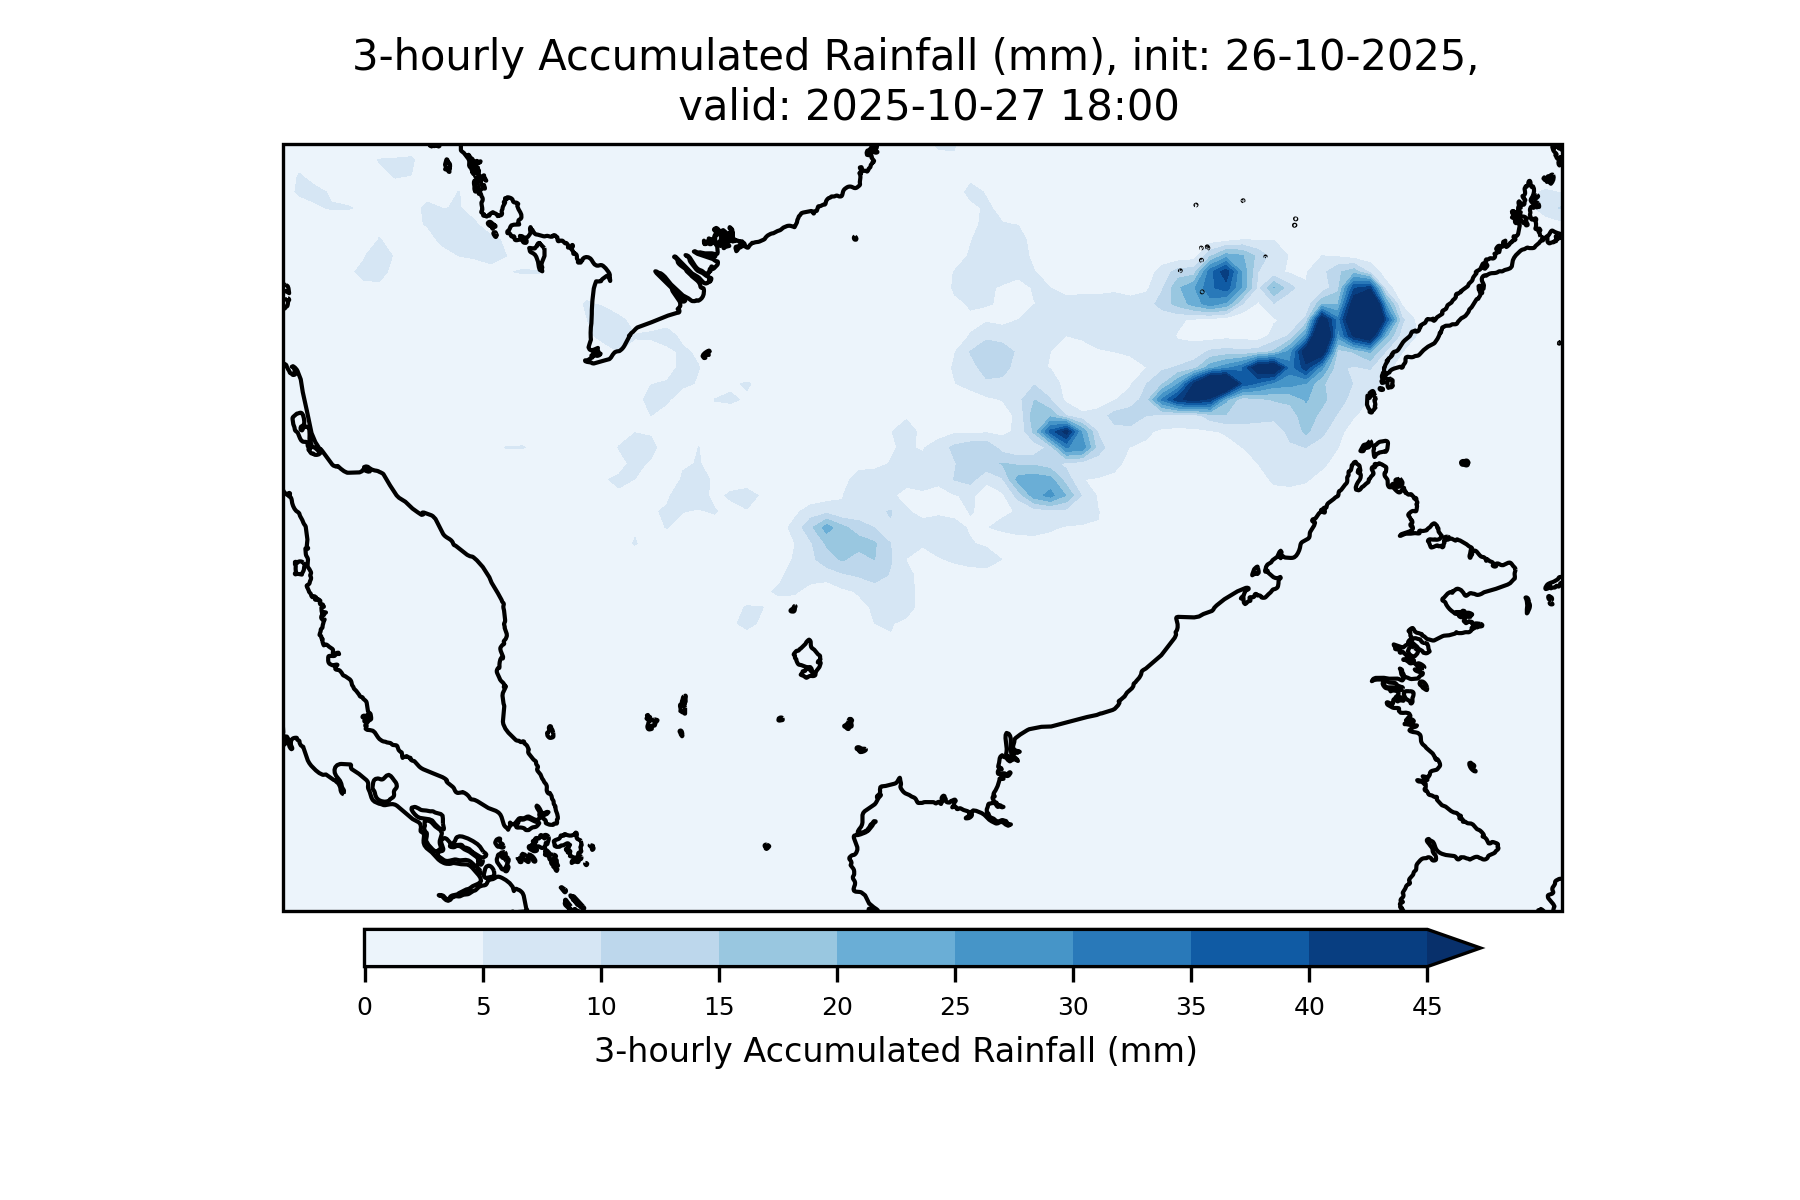 3-hourly Accumulated Rainfall (mm), init: 26-10-2025,
valid: 2025-10-27 18:00
0 5 10 15 20 25 30 35 40 45
3-hourly Accumulated Rainfall (mm)